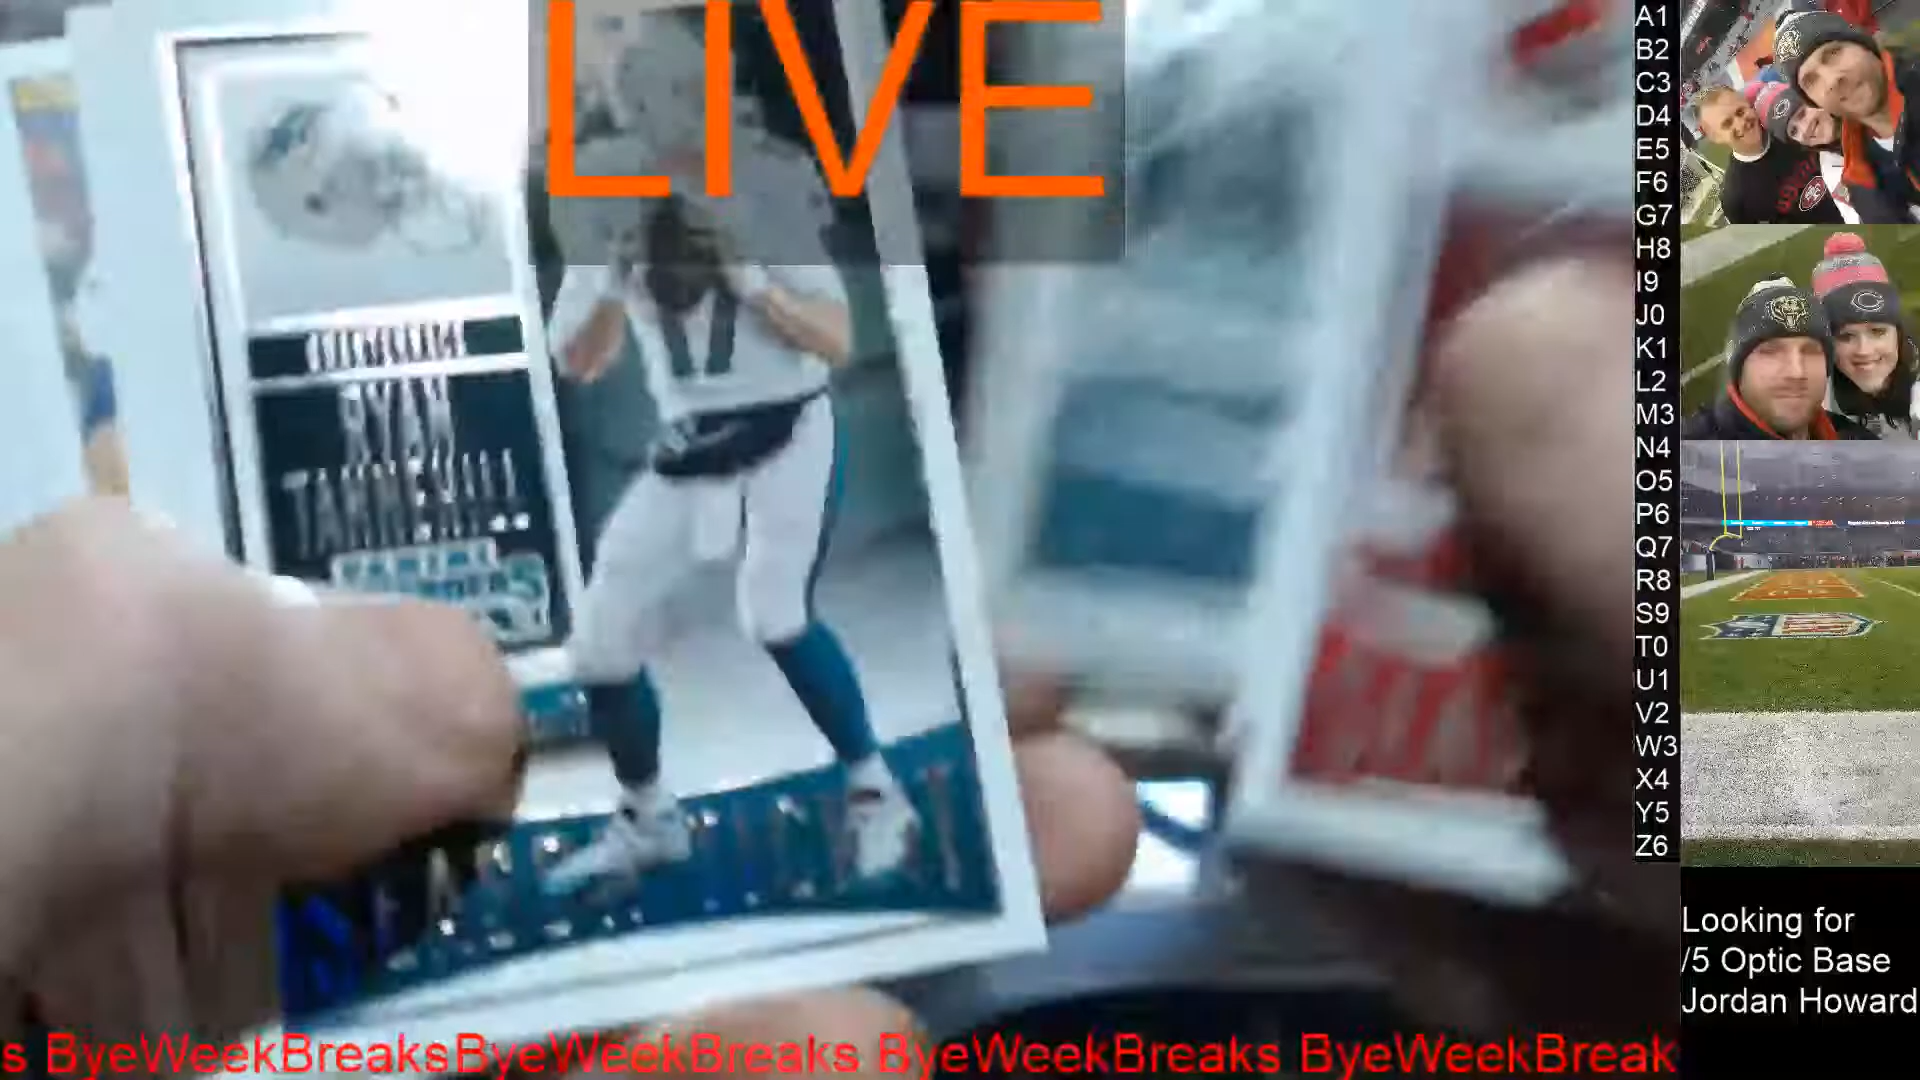 LIVE
RYAN
TANNEHILL
A1
B2
C3
D4
E5
F6
G7
H8
I9
J0
K1
L2
M3
N4
O5
P6
Q7
R8
S9
T0
U1
V2
W3
X4
Y5
Z6
Looking for
/5 Optic Base
Jordan Howard
s ByeWeekBreaksByeWeekBreaks ByeWeekBreaks ByeWeekBreak